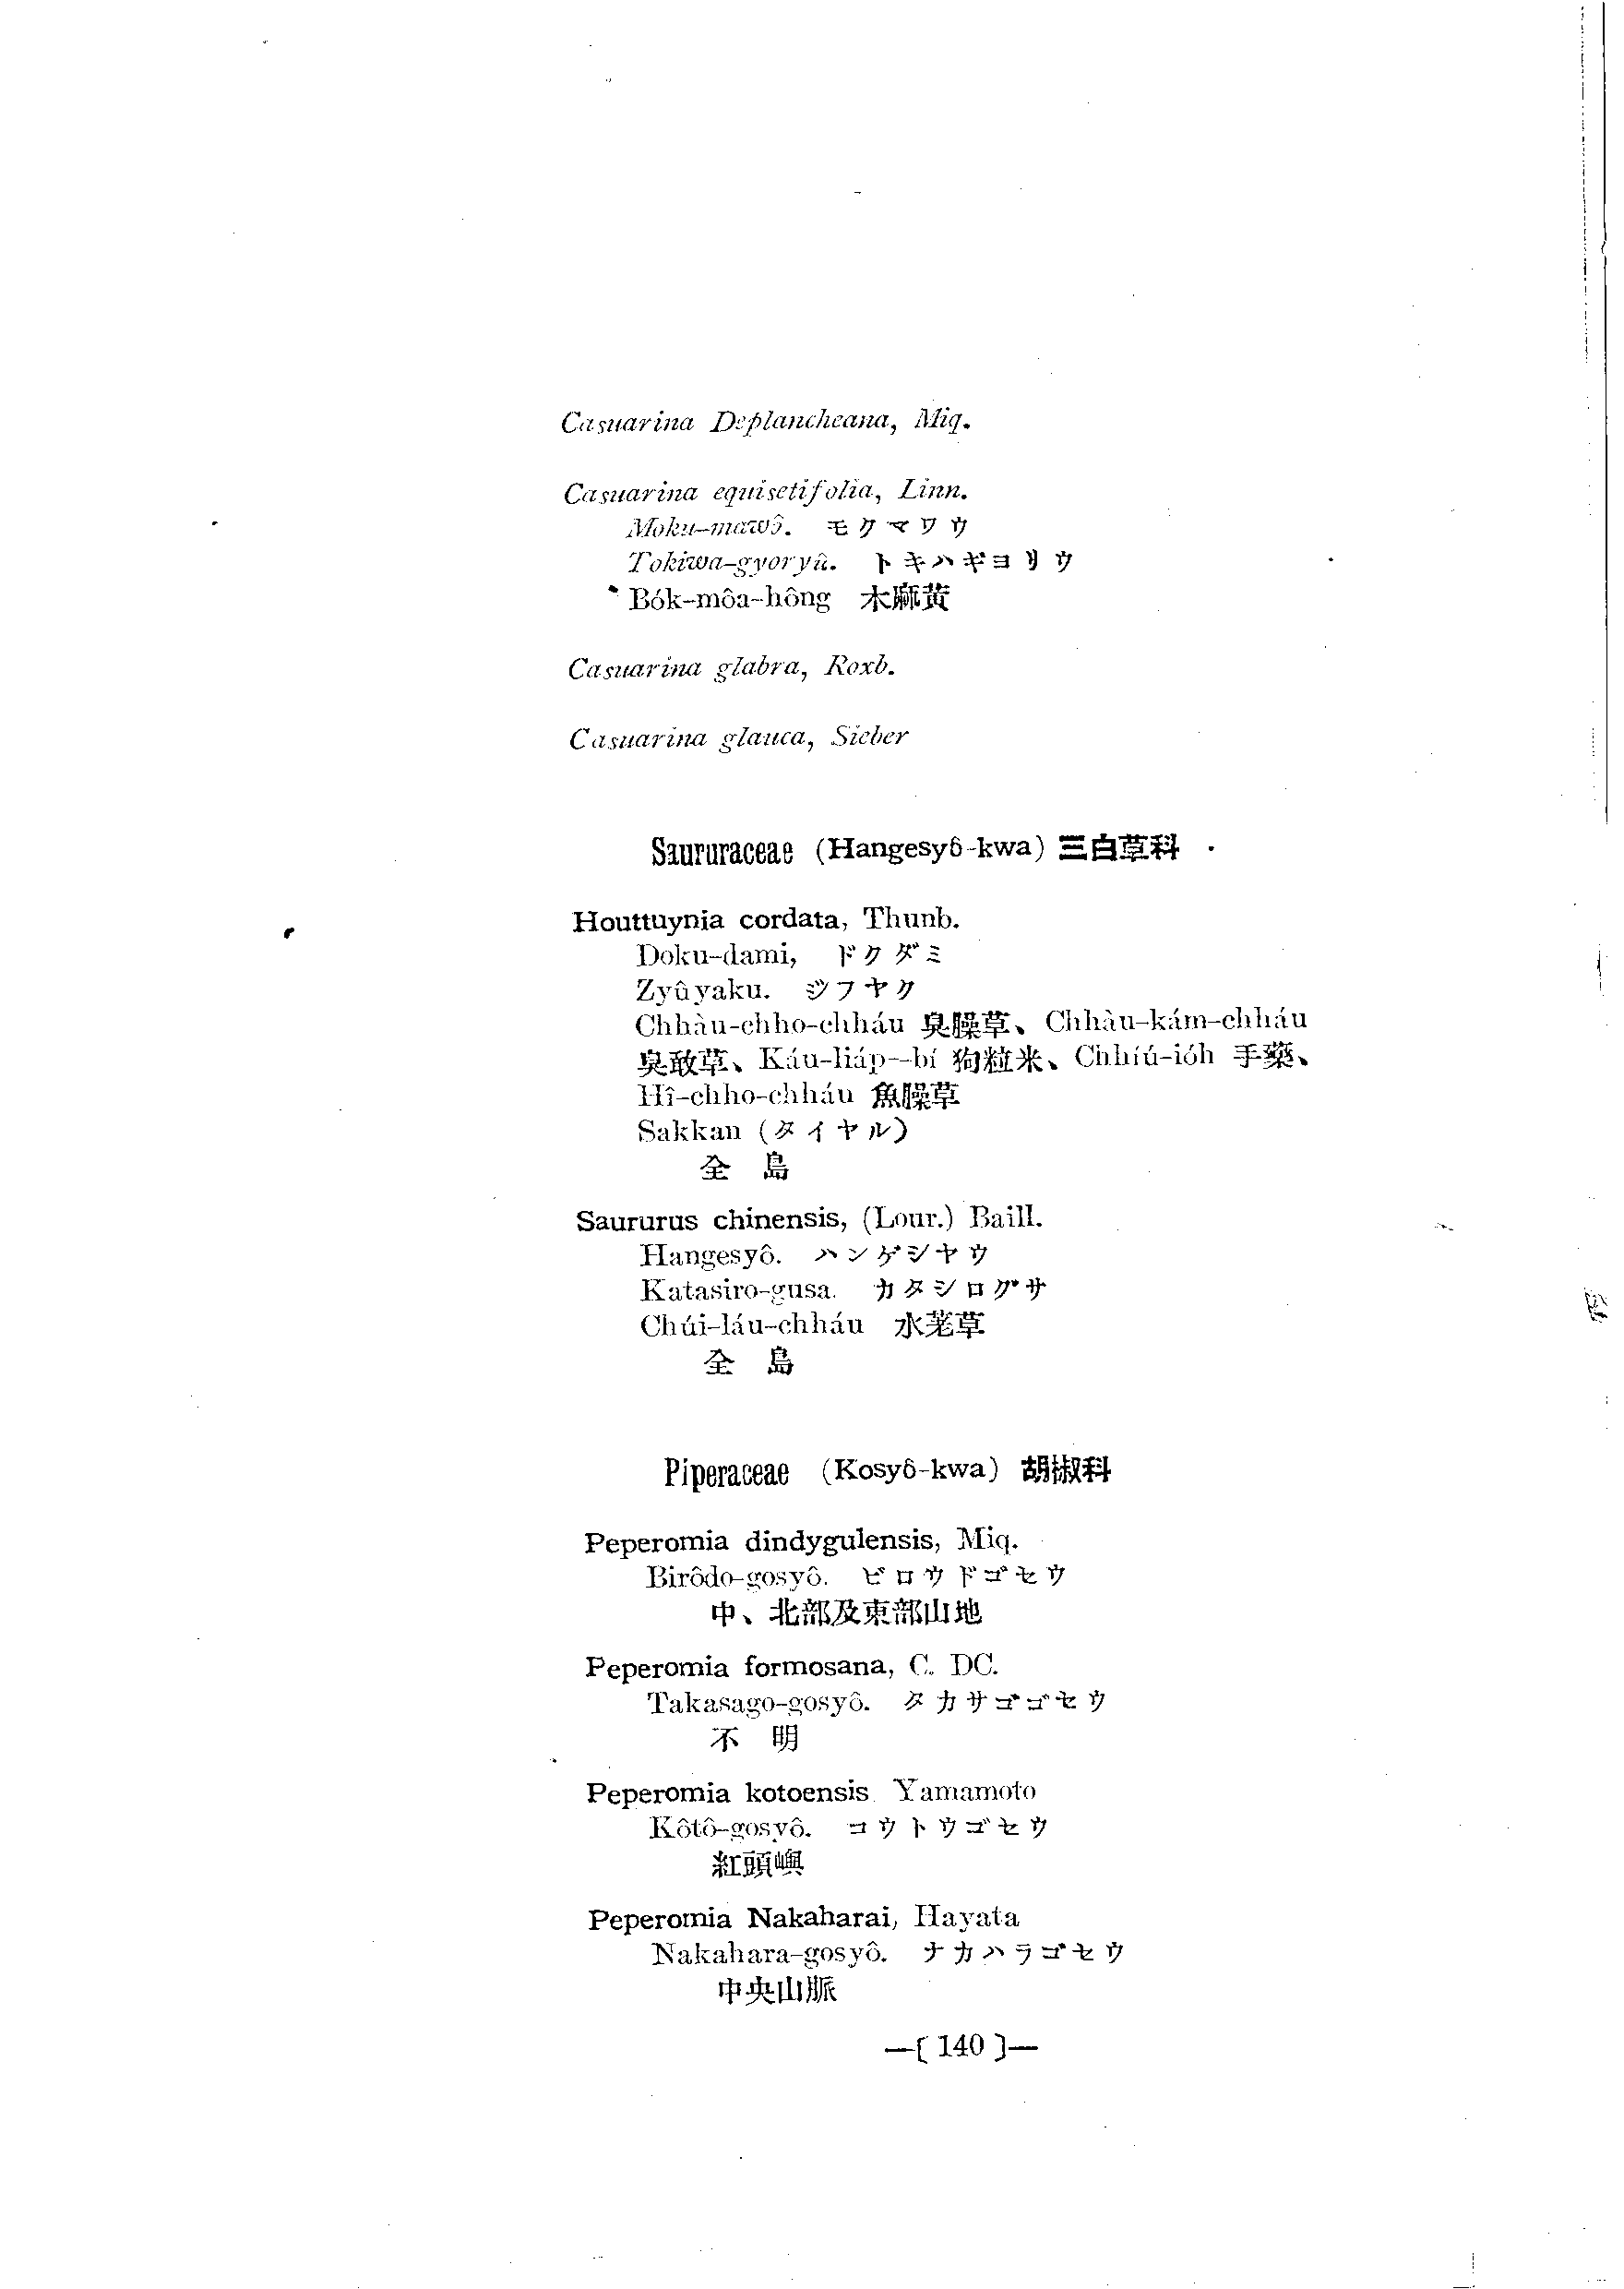 Casuarina Deplancheana, Miq.
Casuarina equisetifolia, Linn.
Moku-mawô. モクマワウ
Tokiwa-gyoryû. トキハギヨリウ
Bók-môa-hông 木麻黄
Casuarina glabra, Roxb.
Casuarina glauca, Sieber
Saururaceae (Hangesyô-kwa) 三白草科
Houttuynia cordata, Thunb.
Doku-dami, ドクダミ
Zyûyaku. ジフヤク
Chhàu-chho-chháu 臭臊草、Chhàu-kám-chháu
臭敢草、Káu-liáp--bí 狗粒米、Chhiú-ióh 手藥、
Hî-chho-chháu 魚臊草
Sakkan (タイヤル)
全 島
Saururus chinensis, (Lour.) Baill.
Hangesyô. ハンゲシヤウ
Katasiro-gusa. カタシログサ
Chúi-láu-chháu 水荖草
全 島
Piperaceae (Kosyô-kwa) 胡椒科
Peperomia dindygulensis, Miq.
Birôdo-gosyô. ビロウドゴセウ
中、北部及東部山地
Peperomia formosana, C. DC.
Takasago-gosyô. タカサゴゴセウ
不 明
Peperomia kotoensis Yamamoto
Kôtô-gosyô. コウトウゴセウ
紅頭嶼
Peperomia Nakaharai, Hayata
Nakahara-gosyô. ナカハラゴセウ
中央山脈
—[ 140 ]—